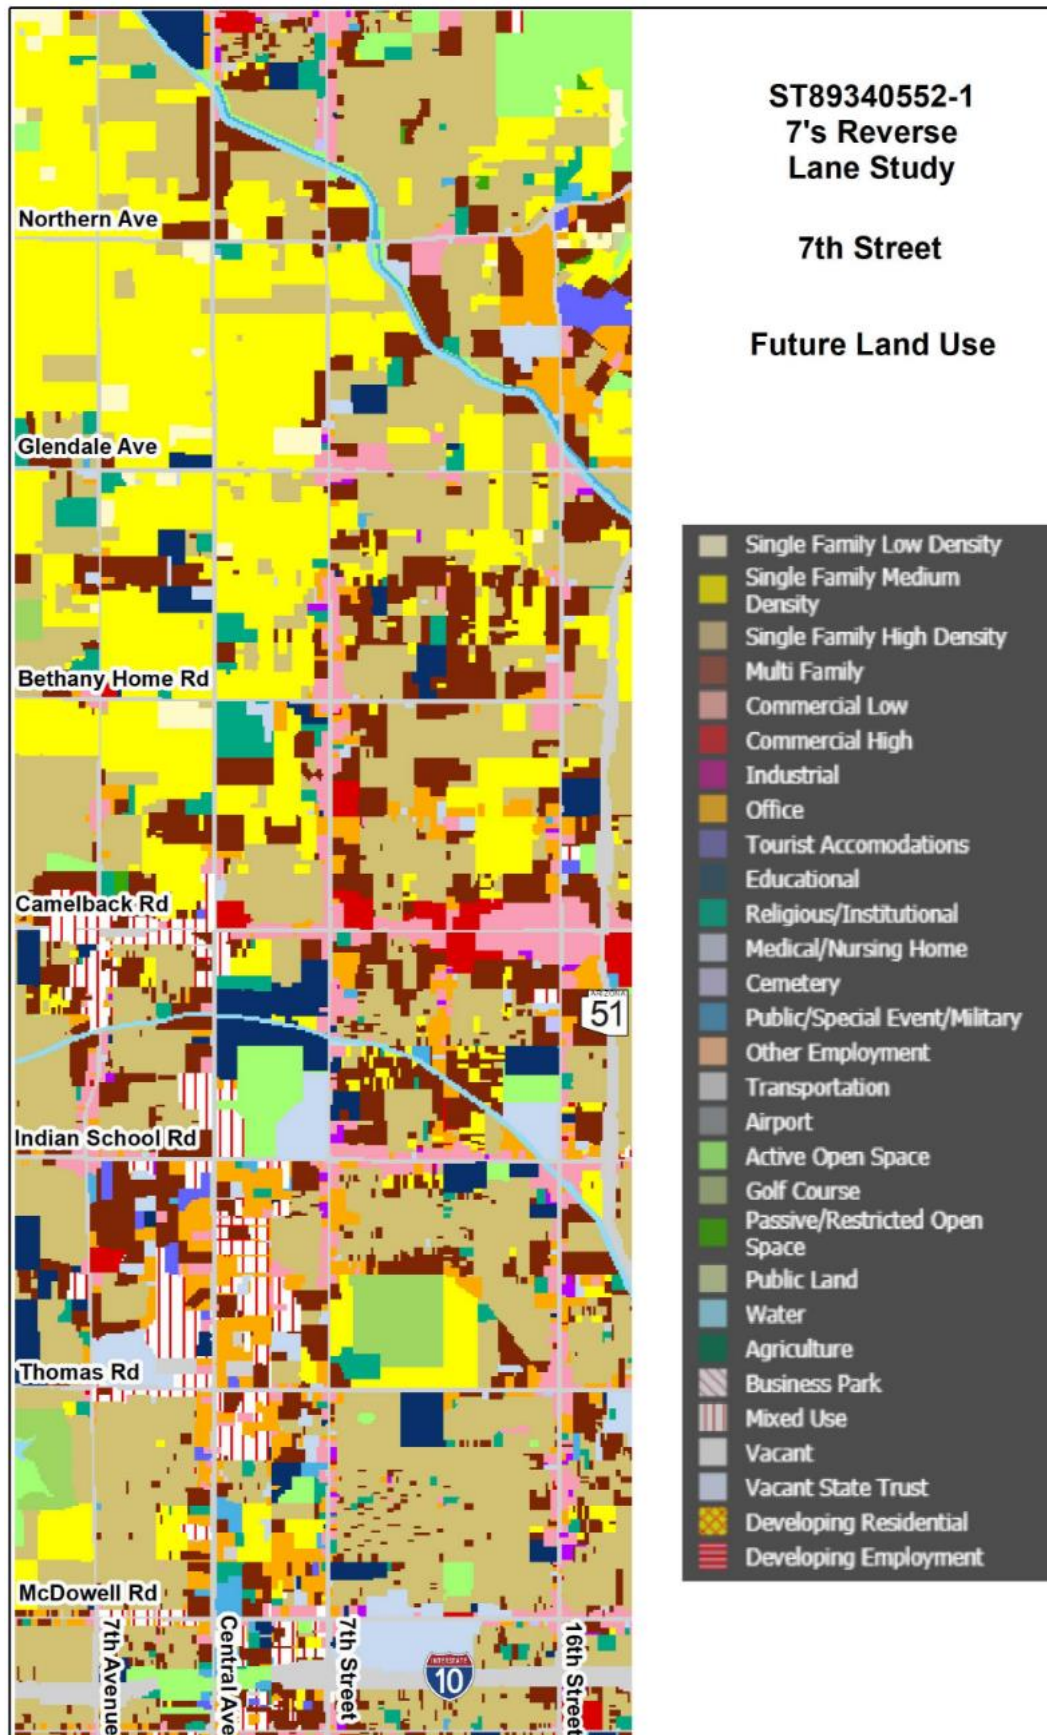 ST89340552-1
7's Reverse
Lane Study
7th Street
Future Land Use
Northern Ave
Glendale Ave
Bethany Home Rd
Camelback Rd
ARIZONA
51
Indian School Rd
Thomas Rd
McDowell Rd
7th Avenue
Central Ave
7th Street
INTERSTATE
10
16th Street
Single Family Low Density
Single Family Medium
Density
Single Family High Density
Multi Family
Commercial Low
Commercial High
Industrial
Office
Tourist Accomodations
Educational
Religious/Institutional
Medical/Nursing Home
Cemetery
Public/Special Event/Military
Other Employment
Transportation
Airport
Active Open Space
Golf Course
Passive/Restricted Open
Space
Public Land
Water
Agriculture
Business Park
Mixed Use
Vacant
Vacant State Trust
Developing Residential
Developing Employment